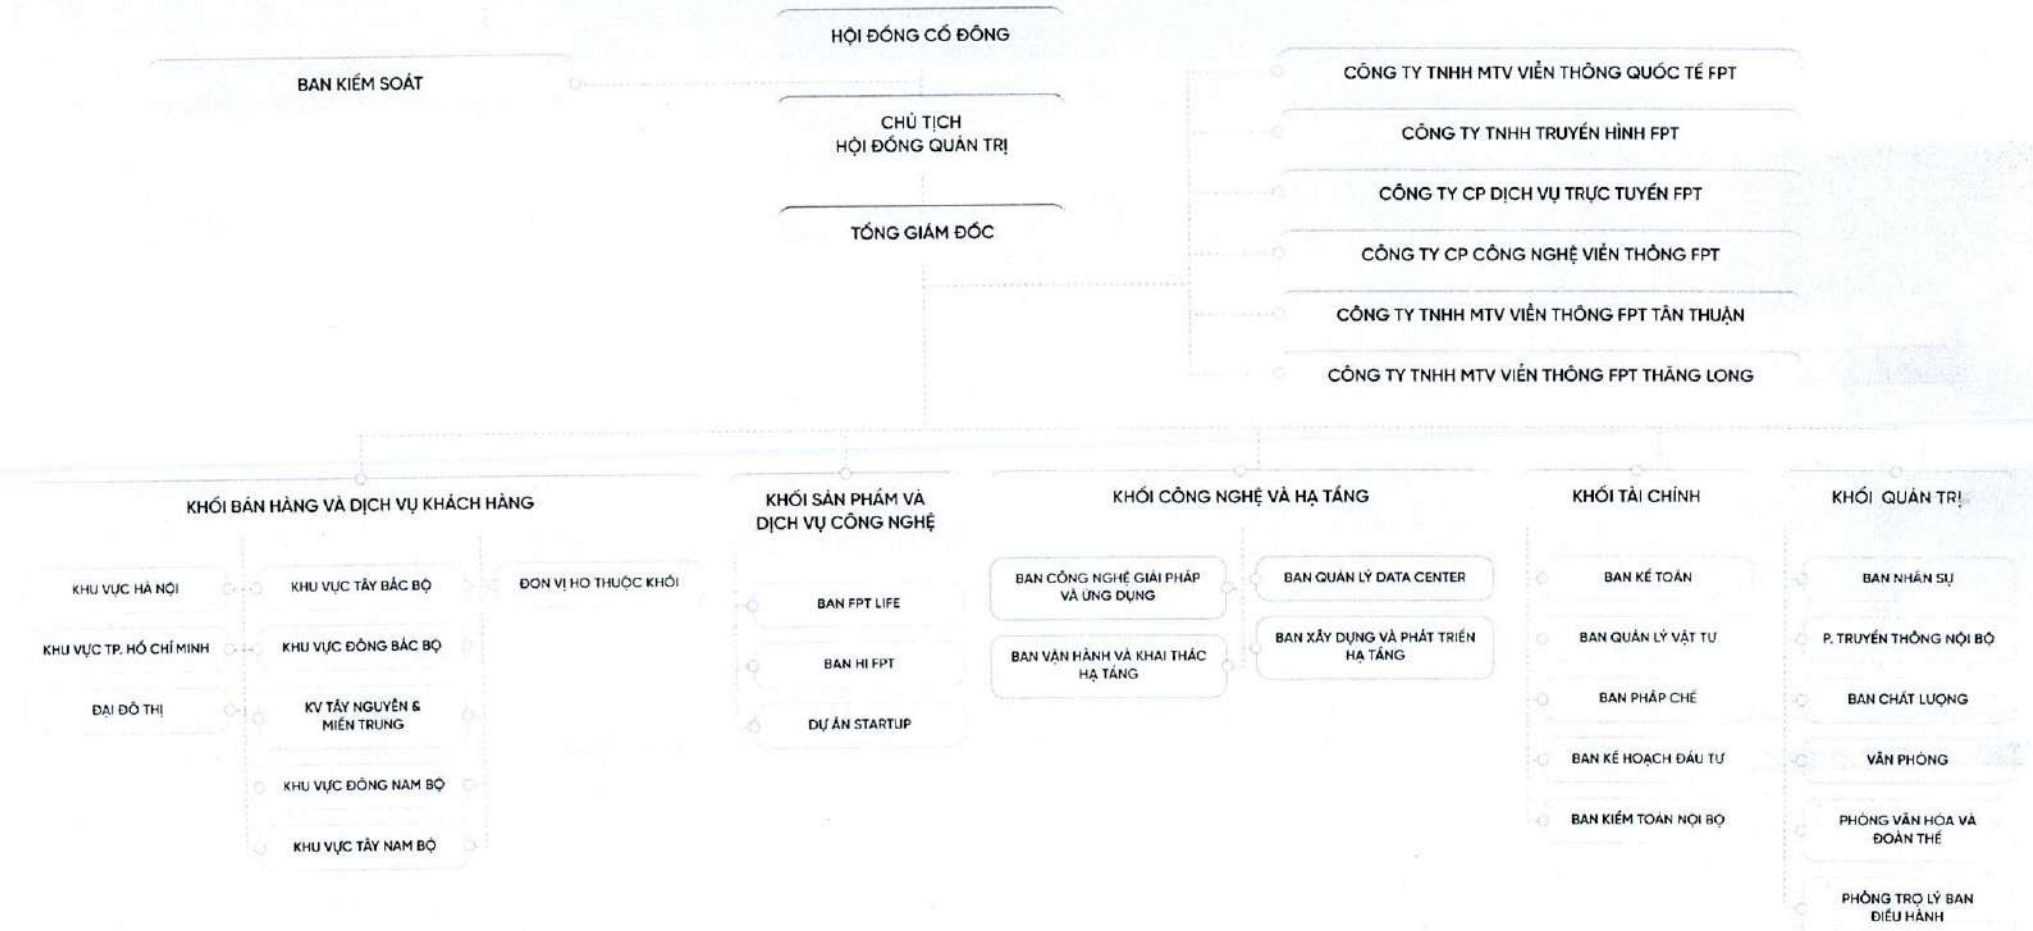 HỘI ĐỒNG CỔ ĐÔNG
BAN KIỂM SOÁT
CHỦ TỊCH
HỘI ĐỒNG QUẢN TRỊ
TỔNG GIÁM ĐỐC
CÔNG TY TNHH MTV VIỄN THÔNG QUỐC TẾ FPT
CÔNG TY TNHH TRUYỀN HÌNH FPT
CÔNG TY CP DỊCH VỤ TRỰC TUYẾN FPT
CÔNG TY CP CÔNG NGHỆ VIỄN THÔNG FPT
CÔNG TY TNHH MTV VIỄN THÔNG FPT TÂN THUẬN
CÔNG TY TNHH MTV VIỄN THÔNG FPT THĂNG LONG
KHỐI BÁN HÀNG VÀ DỊCH VỤ KHÁCH HÀNG
KHU VỰC HÀ NỘI
KHU VỰC TP. HỒ CHÍ MINH
ĐẠI ĐÔ THỊ
KHU VỰC TÂY BẮC BỘ
KHU VỰC ĐÔNG BẮC BỘ
KV TÂY NGUYÊN &
MIỀN TRUNG
KHU VỰC ĐÔNG NAM BỘ
KHU VỰC TÂY NAM BỘ
ĐƠN VỊ HO THUỘC KHỐI
KHỐI SẢN PHẨM VÀ
DỊCH VỤ CÔNG NGHỆ
BAN FPT LIFE
BAN HI FPT
DỰ ÁN STARTUP
KHỐI CÔNG NGHỆ VÀ HẠ TẦNG
BAN CÔNG NGHỆ GIẢI PHÁP
VÀ ỨNG DỤNG
BAN VẬN HÀNH VÀ KHAI THÁC
HẠ TẦNG
BAN QUẢN LÝ DATA CENTER
BAN XÂY DỰNG VÀ PHÁT TRIỂN
HẠ TẦNG
KHỐI TÀI CHÍNH
BAN KẾ TOÁN
BAN QUẢN LÝ VẬT TƯ
BAN PHÁP CHẾ
BAN KẾ HOẠCH ĐẦU TƯ
BAN KIỂM TOÁN NỘI BỘ
KHỐI QUẢN TRỊ
BAN NHÂN SỰ
P. TRUYỀN THÔNG NỘI BỘ
BAN CHẤT LƯỢNG
VĂN PHÒNG
PHÒNG VĂN HÓA VÀ
ĐOÀN THỂ
PHÒNG TRỢ LÝ BAN
ĐIỀU HÀNH